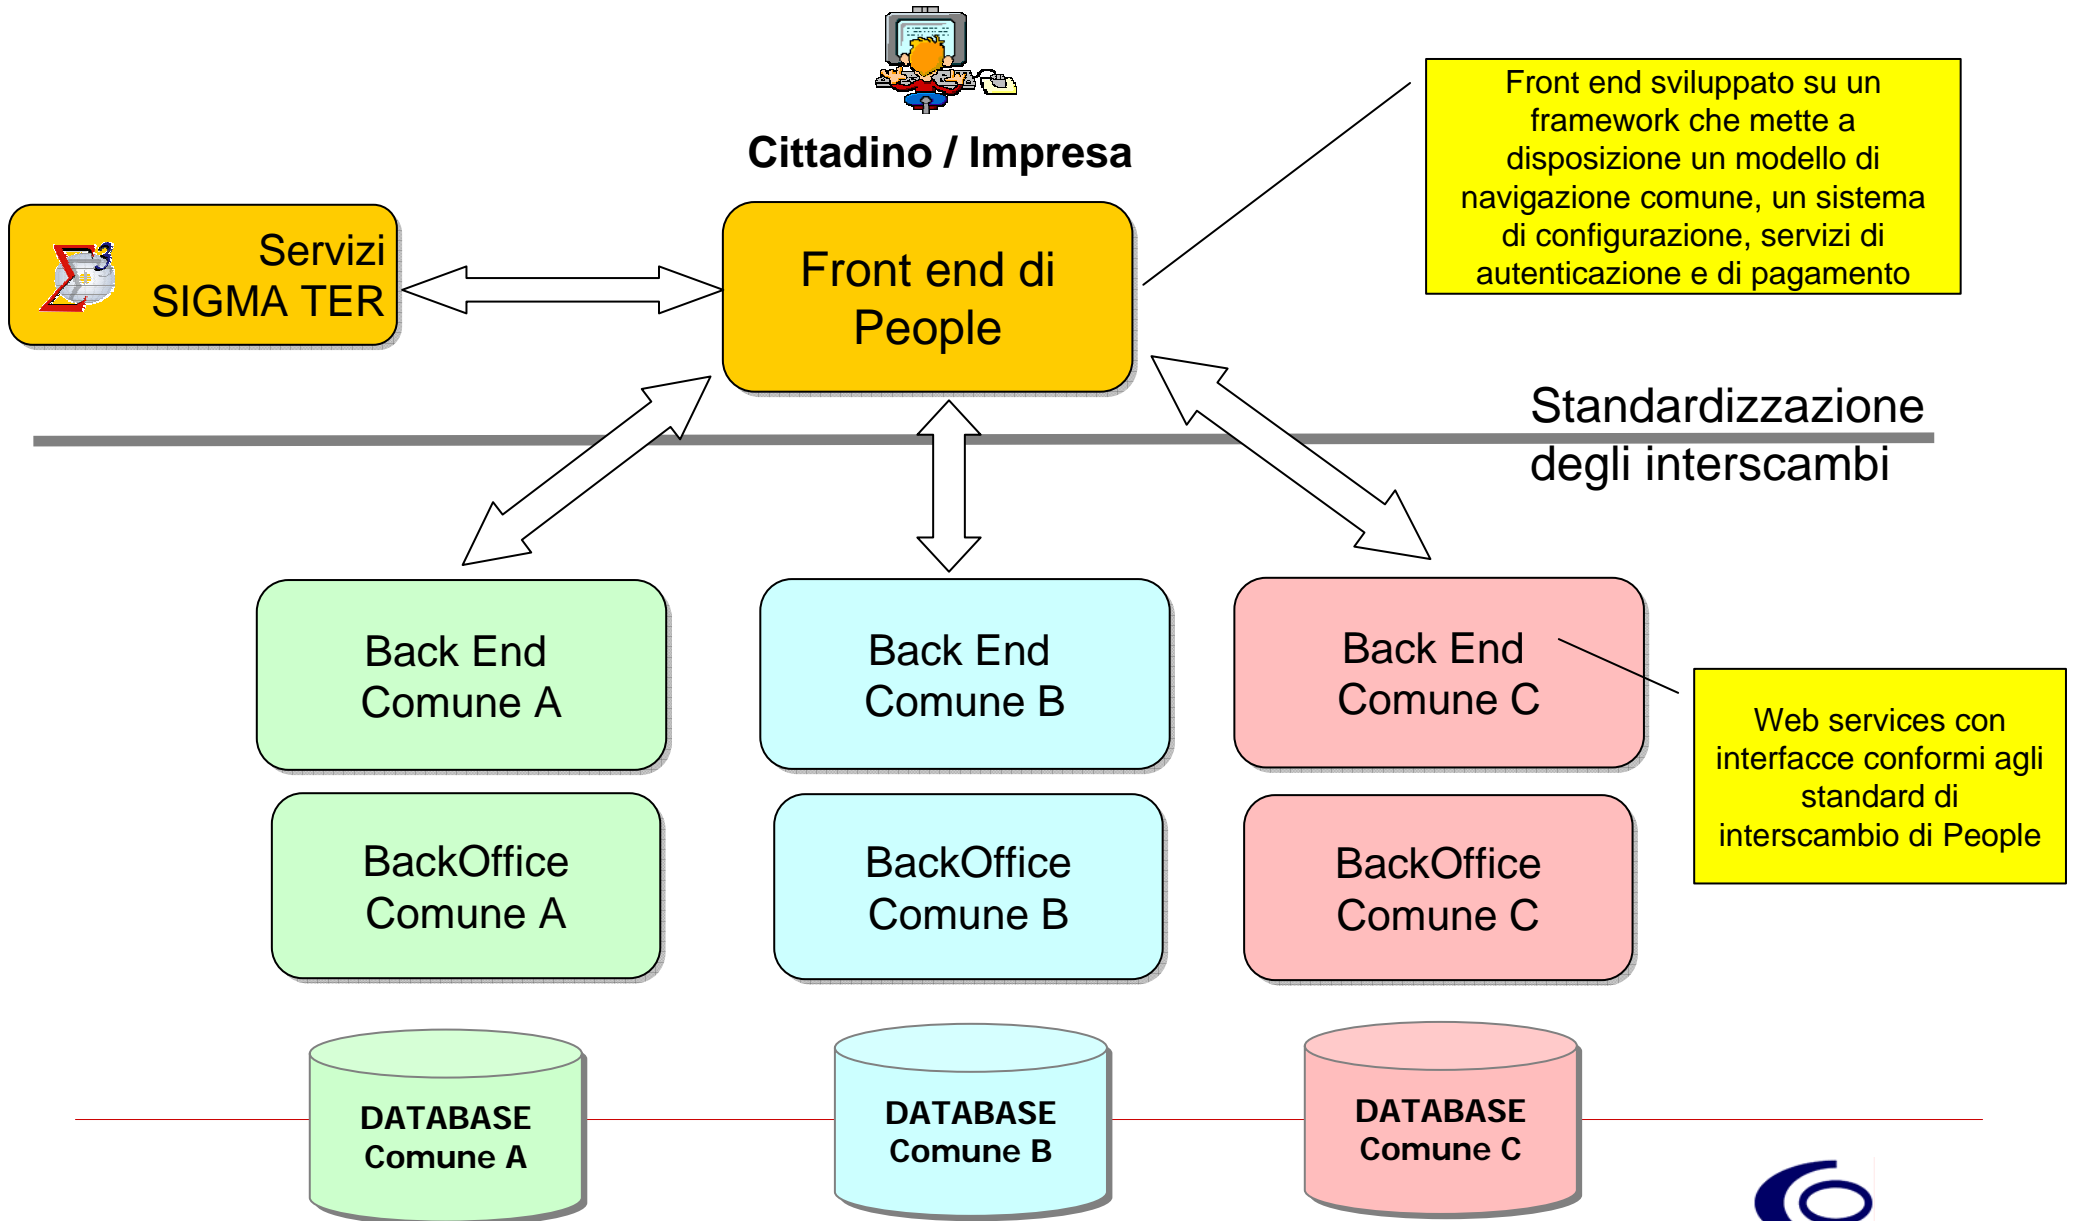 Cittadino / Impresa
Front end sviluppato su un
framework che mette a
disposizione un modello di
navigazione comune, un sistema
di configurazione, servizi di
autenticazione e di pagamento
3
Servizi
SIGMA TER
Front end di
People
Standardizzazione
degli interscambi
Back End
Comune A
Back End
Comune B
Back End
Comune C
Web services con
interfacce conformi agli
standard di
interscambio di People
BackOffice
Comune A
BackOffice
Comune B
BackOffice
Comune C
DATABASE
Comune A
DATABASE
Comune B
DATABASE
Comune C